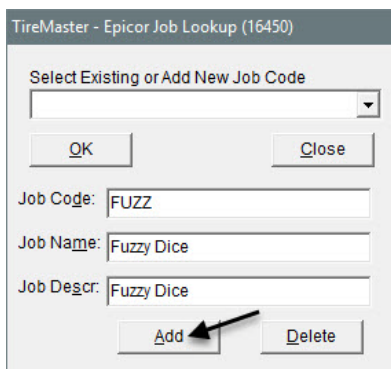 TireMaster - Epicor Job Lookup (16450)
Select Existing or Add New Job Code
OK Close
Job Code: FUZZ
Job Name: Fuzzy Dice
Job Descr: Fuzzy Dice
Add Delete